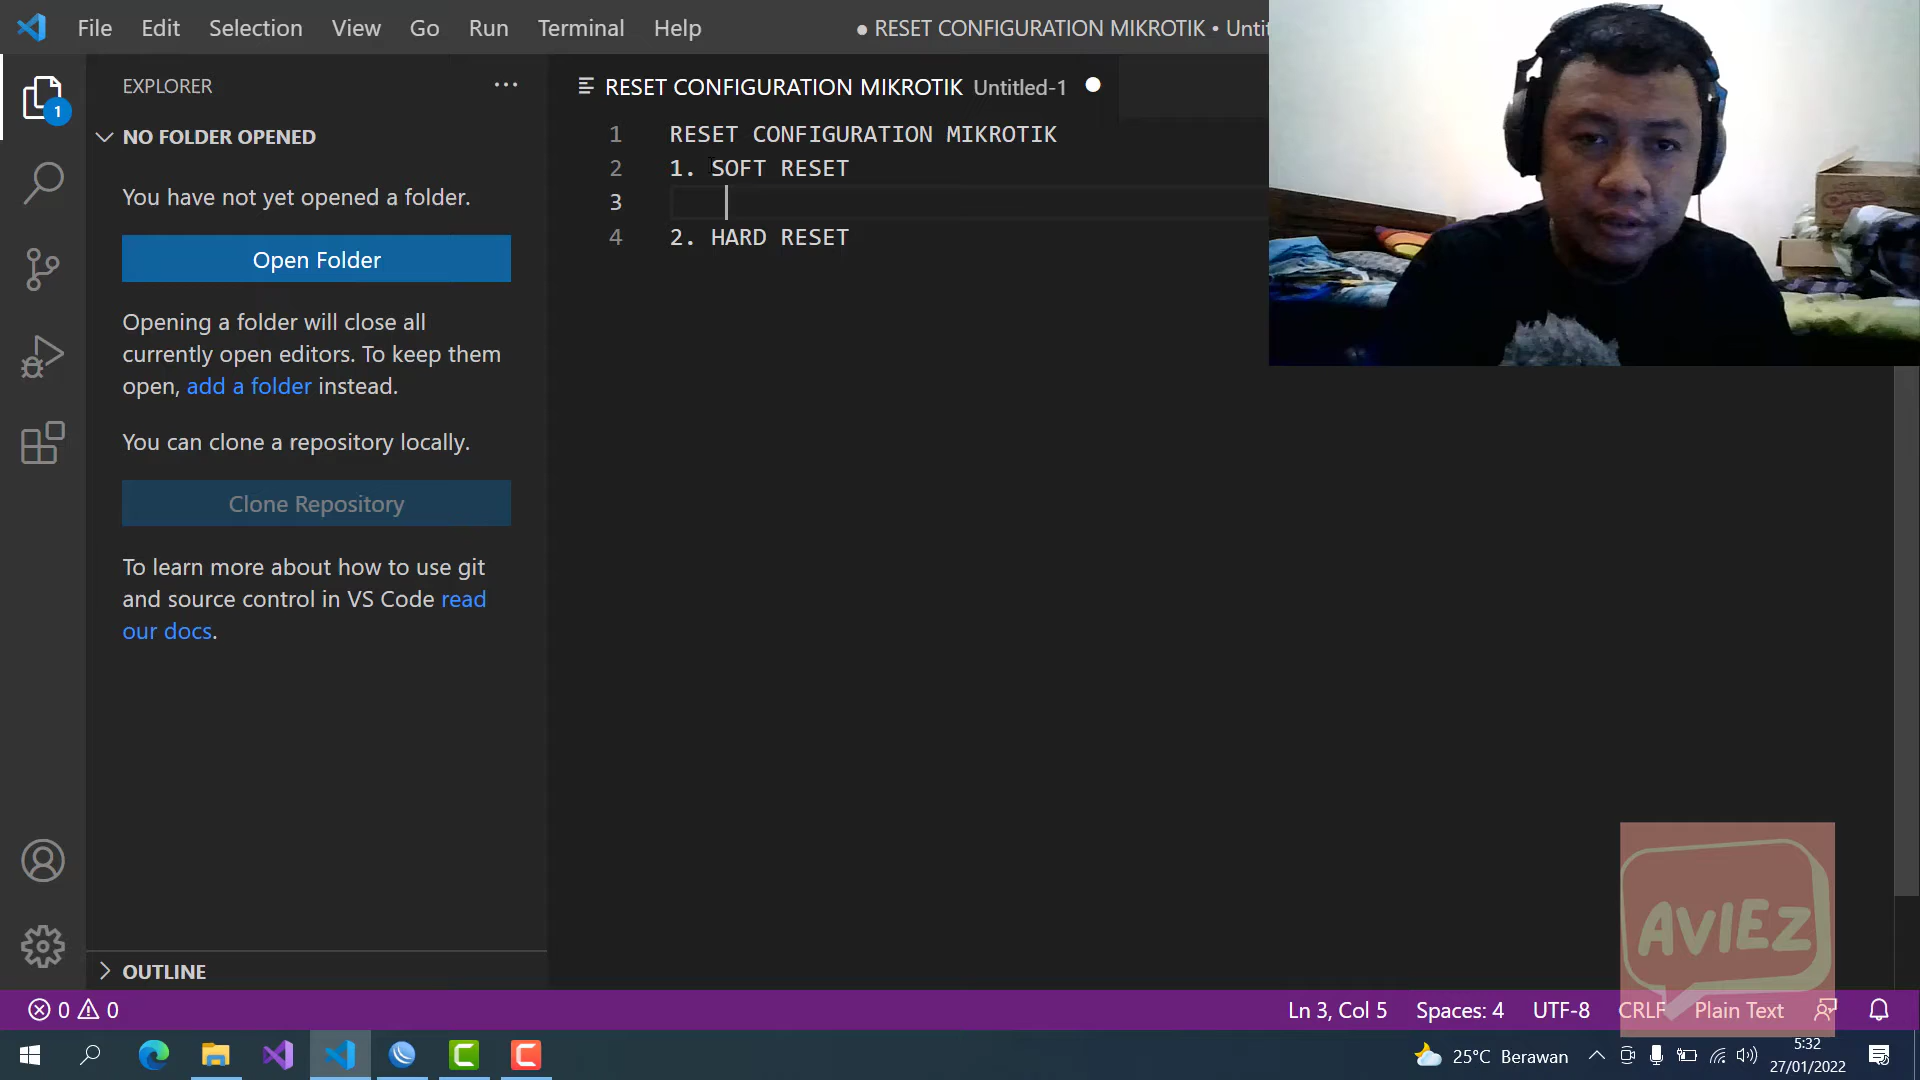 File Edit Selection View Go Run Terminal Help
● RESET CONFIGURATION MIKROTIK • Unti
EXPLORER
RESET CONFIGURATION MIKROTIK Untitled-1
1
NO FOLDER OPENED
You have not yet opened a folder.
Open Folder
Opening a folder will close all
currently open editors. To keep them
open, add a folder instead.
You can clone a repository locally.
Clone Repository
To learn more about how to use git
and source control in VS Code read
our docs.
OUTLINE
1 RESET CONFIGURATION MIKROTIK
2 1. SOFT RESET
3
4 2. HARD RESET
AVIEZ
0 0
Ln 3, Col 5 Spaces: 4 UTF-8 CRLF Plain Text
25°C Berawan
5:32
27/01/2022